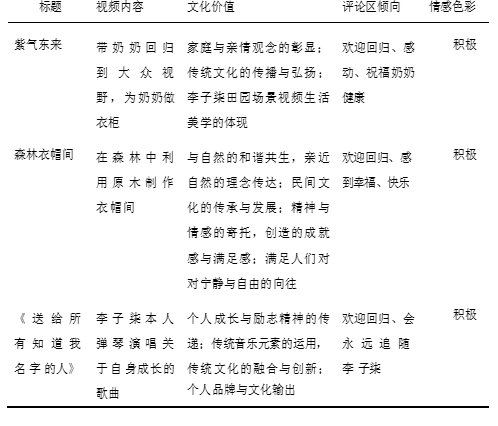 标题 视频内容 文化价值 评论区倾向 情感色彩
紫气东来 带奶奶回归 家庭与亲情观念的彰显； 欢迎回归、感 积极
到大众视 传统文化的传播与弘扬； 动、祝福奶奶
野，为奶奶做 李子柒田园场景视频生活 健康
衣柜 美学的体现
森林衣帽间 在森林中利 与自然的和谐共生，亲近 欢迎回归、感 积极
用原木制作 自然的理念传达；民间文 到幸福、快乐
衣帽间 化的传承与发展；精神与
情感的寄托，创造的成就
感与满足感；满足人们对
对宁静与自由的向往
《送给所 李子柒本人 个人成长与励志精神的传 欢迎回归、会 积极
有知道我 弹琴演唱关 递；传统音乐元素的运用， 永远追随
名字的人》 于自身成长的 传统文化的融合与创新； 李子柒
歌曲 个人品牌与文化输出